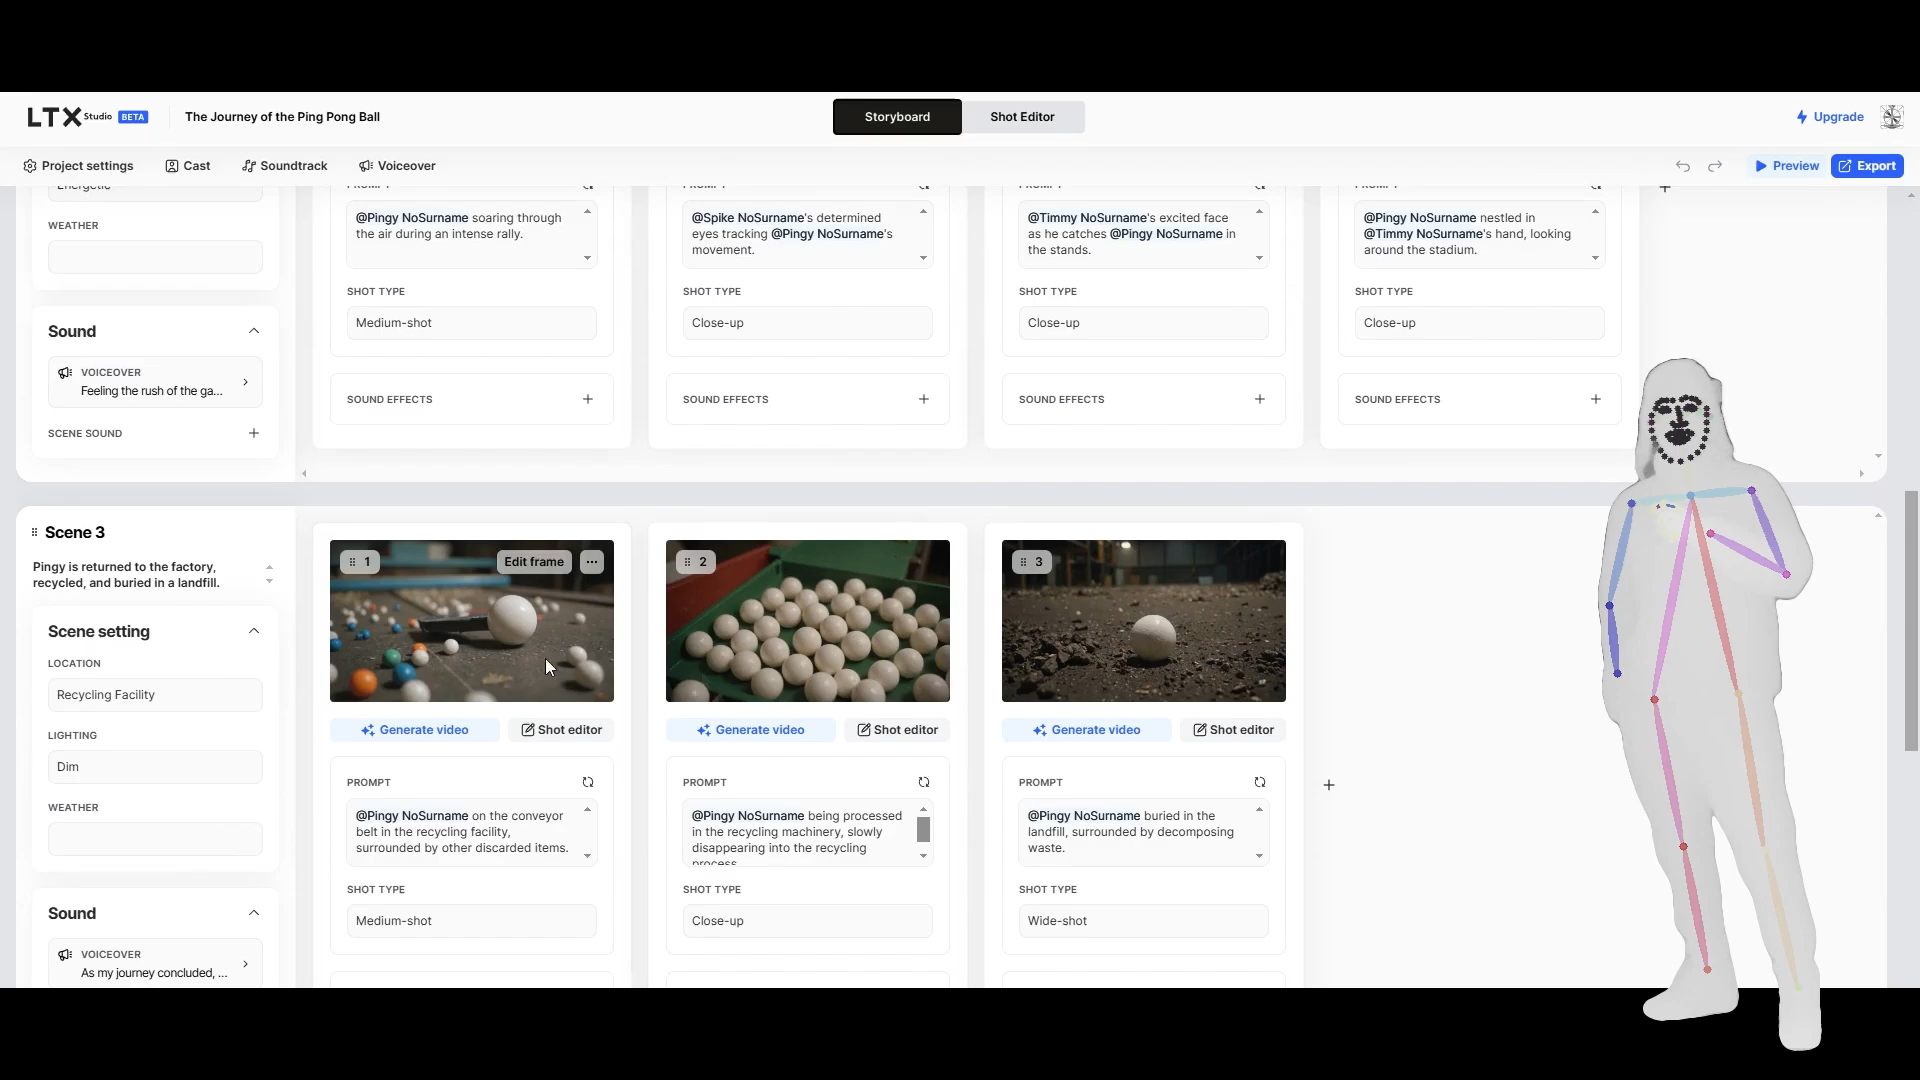 LTX Studio BETA
The Journey of the Ping Pong Ball
Storyboard
Shot Editor
Upgrade
Project settings
Cast
Soundtrack
Voiceover
Preview
Export
Energetic
WEATHER
Sound
VOICEOVER
Feeling the rush of the ga...
SCENE SOUND
PROMPT
@Pingy NoSurname soaring through
the air during an intense rally.
SHOT TYPE
Medium-shot
SOUND EFFECTS
PROMPT
@Spike NoSurname's determined
eyes tracking @Pingy NoSurname's
movement.
SHOT TYPE
Close-up
SOUND EFFECTS
PROMPT
@Timmy NoSurname's excited face
as he catches @Pingy NoSurname in
the stands.
SHOT TYPE
Close-up
SOUND EFFECTS
PROMPT
@Pingy NoSurname nestled in
@Timmy NoSurname's hand, looking
around the stadium.
SHOT TYPE
Close-up
SOUND EFFECTS
Scene 3
Pingy is returned to the factory,
recycled, and buried in a landfill.
Scene setting
LOCATION
Recycling Facility
LIGHTING
Dim
WEATHER
Sound
VOICEOVER
As my journey concluded, ...
1
Edit frame
Generate video
Shot editor
PROMPT
@Pingy NoSurname on the conveyor
belt in the recycling facility,
surrounded by other discarded items.
SHOT TYPE
Medium-shot
2
Generate video
Shot editor
PROMPT
@Pingy NoSurname being processed
in the recycling machinery, slowly
disappearing into the recycling
process.
SHOT TYPE
Close-up
3
Generate video
Shot editor
PROMPT
@Pingy NoSurname buried in the
landfill, surrounded by decomposing
waste.
SHOT TYPE
Wide-shot